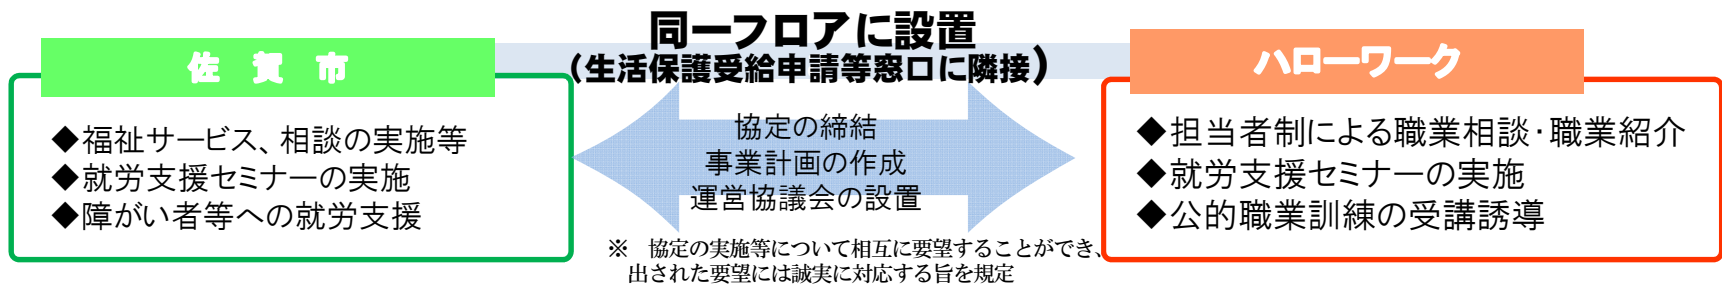 同一フロアに設置
（生活保護受給申請等窓口に隣接）
佐 賀 市
◆福祉サービス、相談の実施等
◆就労支援セミナーの実施
◆障がい者等への就労支援
協定の締結
事業計画の作成
運営協議会の設置
※　協定の実施等について相互に要望することができ、
出された要望には誠実に対応する旨を規定
ハローワーク
◆担当者制による職業相談・職業紹介
◆就労支援セミナーの実施
◆公的職業訓練の受講誘導